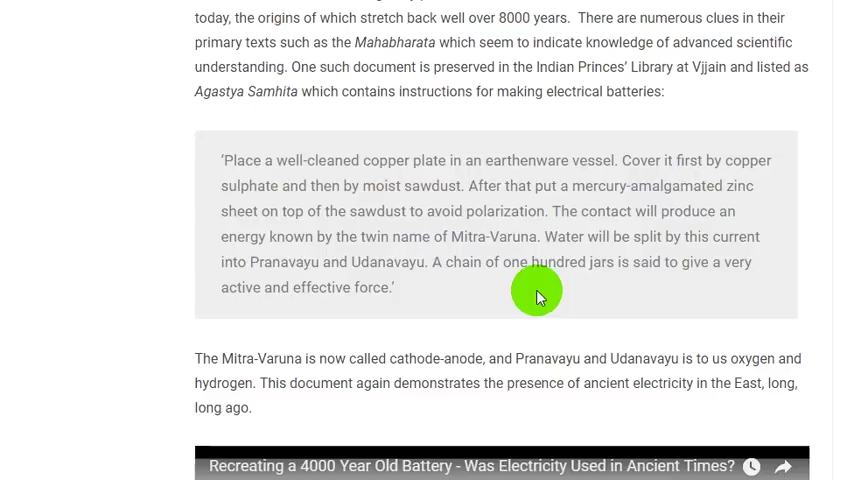 today, the origins of which stretch back well over 8000 years. There are numerous clues in their
primary texts such as the Mahabharata which seem to indicate knowledge of advanced scientific
understanding. One such document is preserved in the Indian Princes’ Library at Vjjain and listed as
Agastya Samhita which contains instructions for making electrical batteries:
‘Place a well-cleaned copper plate in an earthenware vessel. Cover it first by copper
sulphate and then by moist sawdust. After that put a mercury-amalgamated zinc
sheet on top of the sawdust to avoid polarization. The contact will produce an
energy known by the twin name of Mitra-Varuna. Water will be split by this current
into Pranavayu and Udanavayu. A chain of one hundred jars is said to give a very
active and effective force.’
The Mitra-Varuna is now called cathode-anode, and Pranavayu and Udanavayu is to us oxygen and
hydrogen. This document again demonstrates the presence of ancient electricity in the East, long,
long ago.
Recreating a 4000 Year Old Battery - Was Electricity Used in Ancient Times?